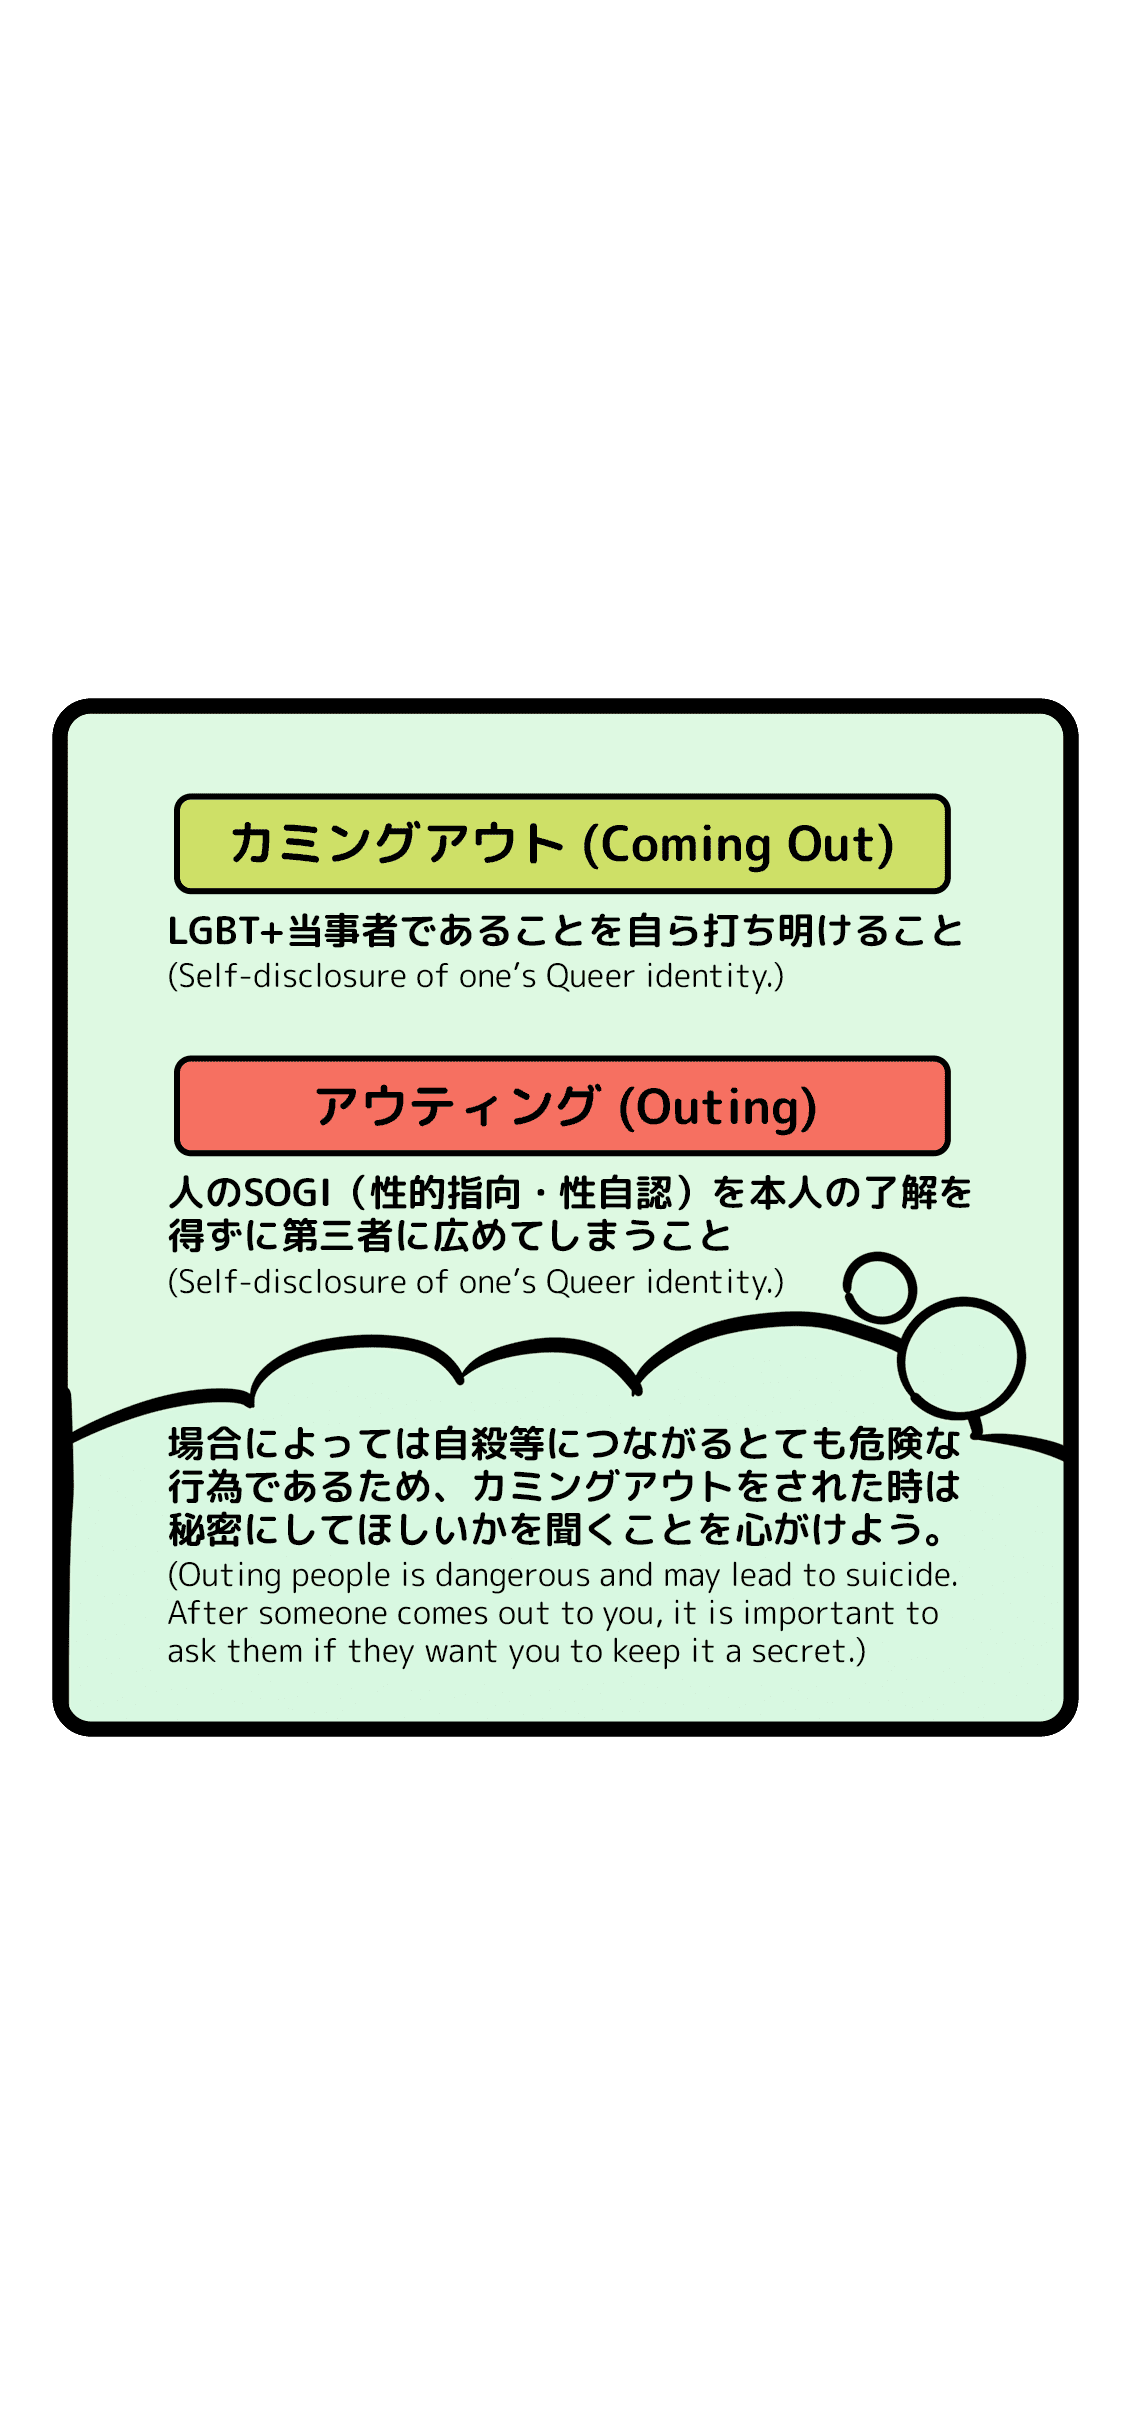 カミングアウト (Coming Out)
LGBT+当事者であることを自ら打ち明けること
(Self-disclosure of one’s Queer identity.)
アウティング (Outing)
人のSOGI（性的指向・性自認）を本人の了解を
得ずに第三者に広めてしまうこと
(Self-disclosure of one’s Queer identity.)
場合によっては自殺等につながるとても危険な
行為であるため、カミングアウトをされた時は
秘密にしてほしいかを聞くことを心がけよう。
(Outing people is dangerous and may lead to suicide.
After someone comes out to you, it is important to
ask them if they want you to keep it a secret.)